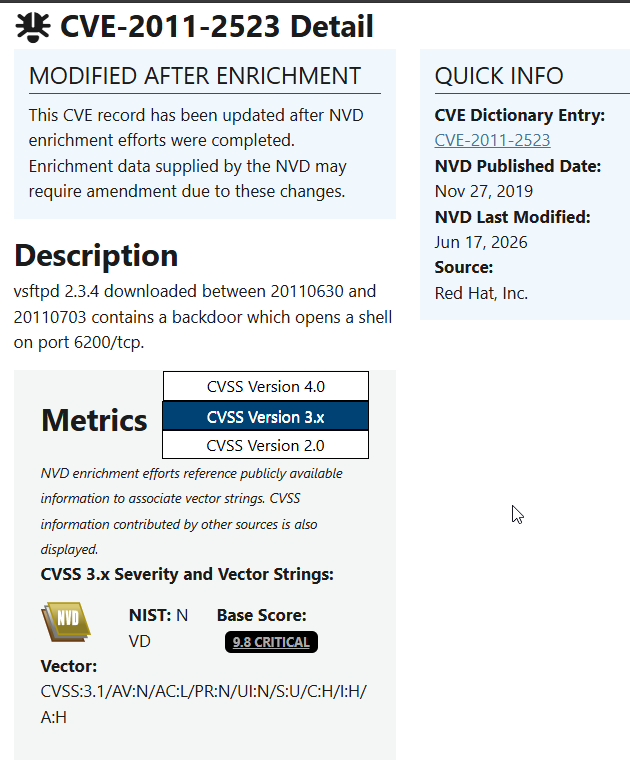 CVE-2011-2523 Detail
MODIFIED AFTER ENRICHMENT
This CVE record has been updated after NVD
enrichment efforts were completed.
Enrichment data supplied by the NVD may
require amendment due to these changes.
QUICK INFO
CVE Dictionary Entry:
CVE-2011-2523
NVD Published Date:
Nov 27, 2019
NVD Last Modified:
Jun 17, 2026
Source:
Red Hat, Inc.
Description
vsftpd 2.3.4 downloaded between 20110630 and
20110703 contains a backdoor which opens a shell
on port 6200/tcp.
Metrics
CVSS Version 4.0
CVSS Version 3.x
CVSS Version 2.0
NVD enrichment efforts reference publicly available
information to associate vector strings. CVSS
information contributed by other sources is also
displayed.
CVSS 3.x Severity and Vector Strings:
NVD
NIST: N
VD
Base Score:
9.8 CRITICAL
Vector:
CVSS:3.1/AV:N/AC:L/PR:N/UI:N/S:U/C:H/I:H/
A:H